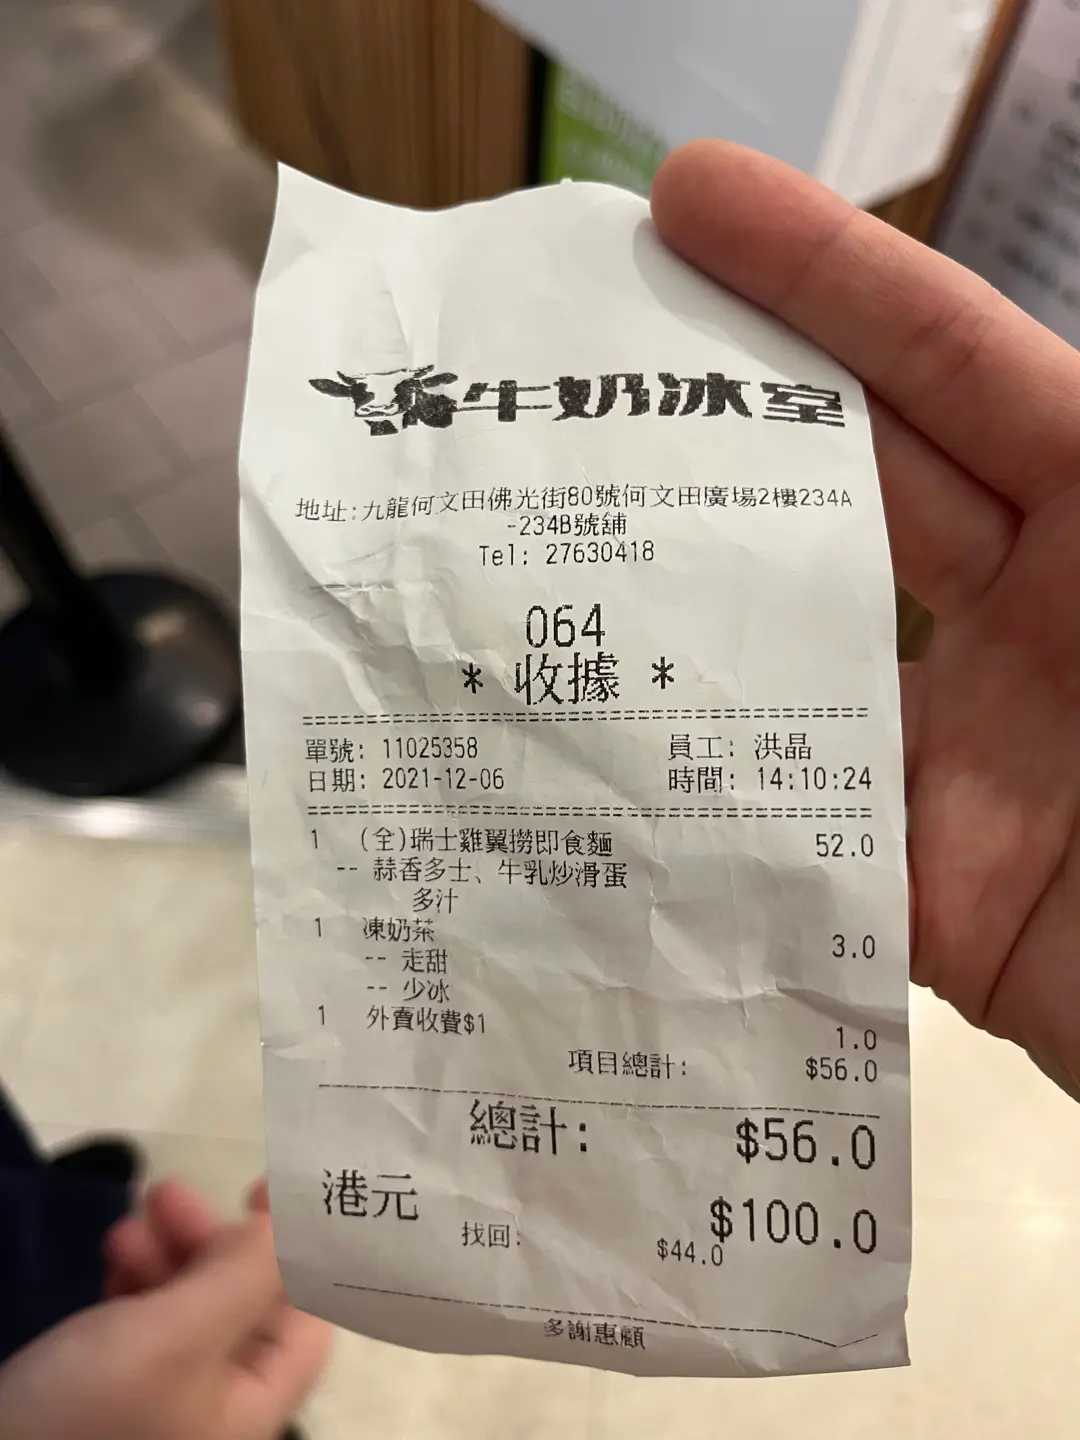 牛奶冰室
地址:九龍何文田佛光街80號何文田廣場2樓234A
-234B號舖
Tel: 27630418
064
* 收據 *
單號: 11025358 員工: 洪晶
日期: 2021-12-06 時間: 14:10:24
1 (全)瑞士雞翼撈即食麵 52.0
-- 蒜香多士、牛乳炒滑蛋
多汁
1 凍奶茶 3.0
-- 走甜
-- 少冰
1 外賣收費$1 1.0
項目總計: $56.0
總計: $56.0
港元 $100.0
找回: $44.0
多謝惠顧